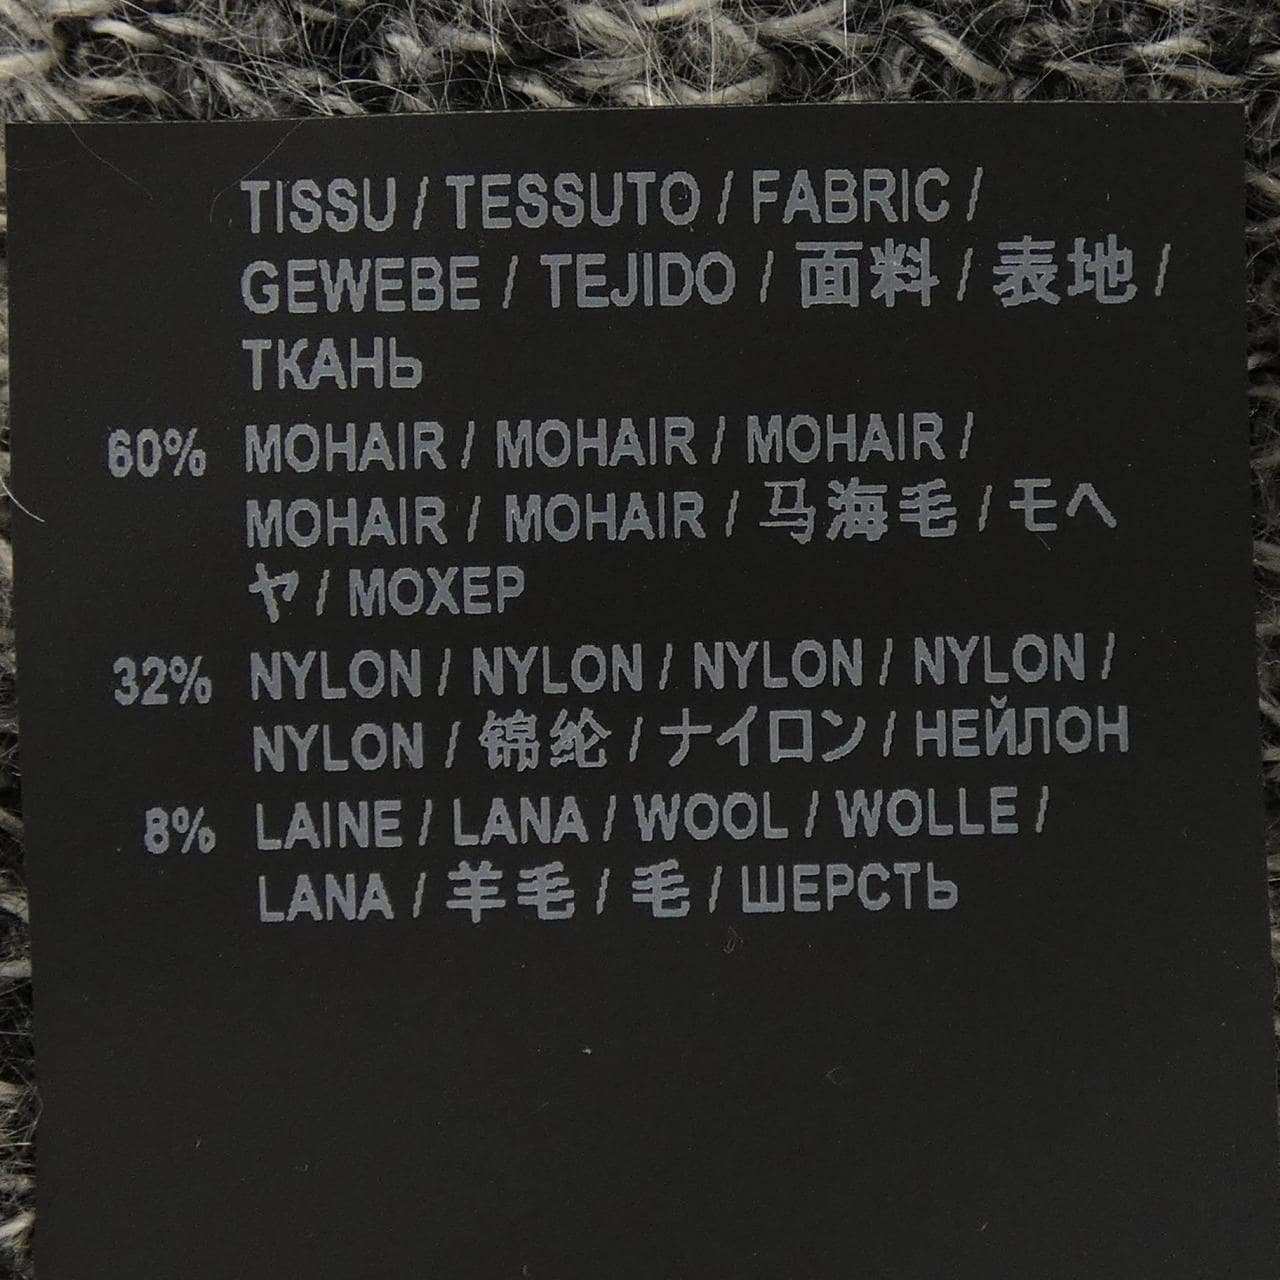 TISSU / TESSUTO / FABRIC /
GEWEBE / TEJIDO / 面料 / 表地 /
ТКАНЬ
60% MOHAIR / MOHAIR / MOHAIR /
MOHAIR / MOHAIR / 马海毛 / モヘ
ヤ / МОХЕР
32% NYLON / NYLON / NYLON / NYLON /
NYLON / 锦纶 / ナイロン / НЕЙЛОН
8% LAINE / LANA / WOOL / WOLLE /
LANA / 羊毛 / 毛 / ШЕРСТЬ